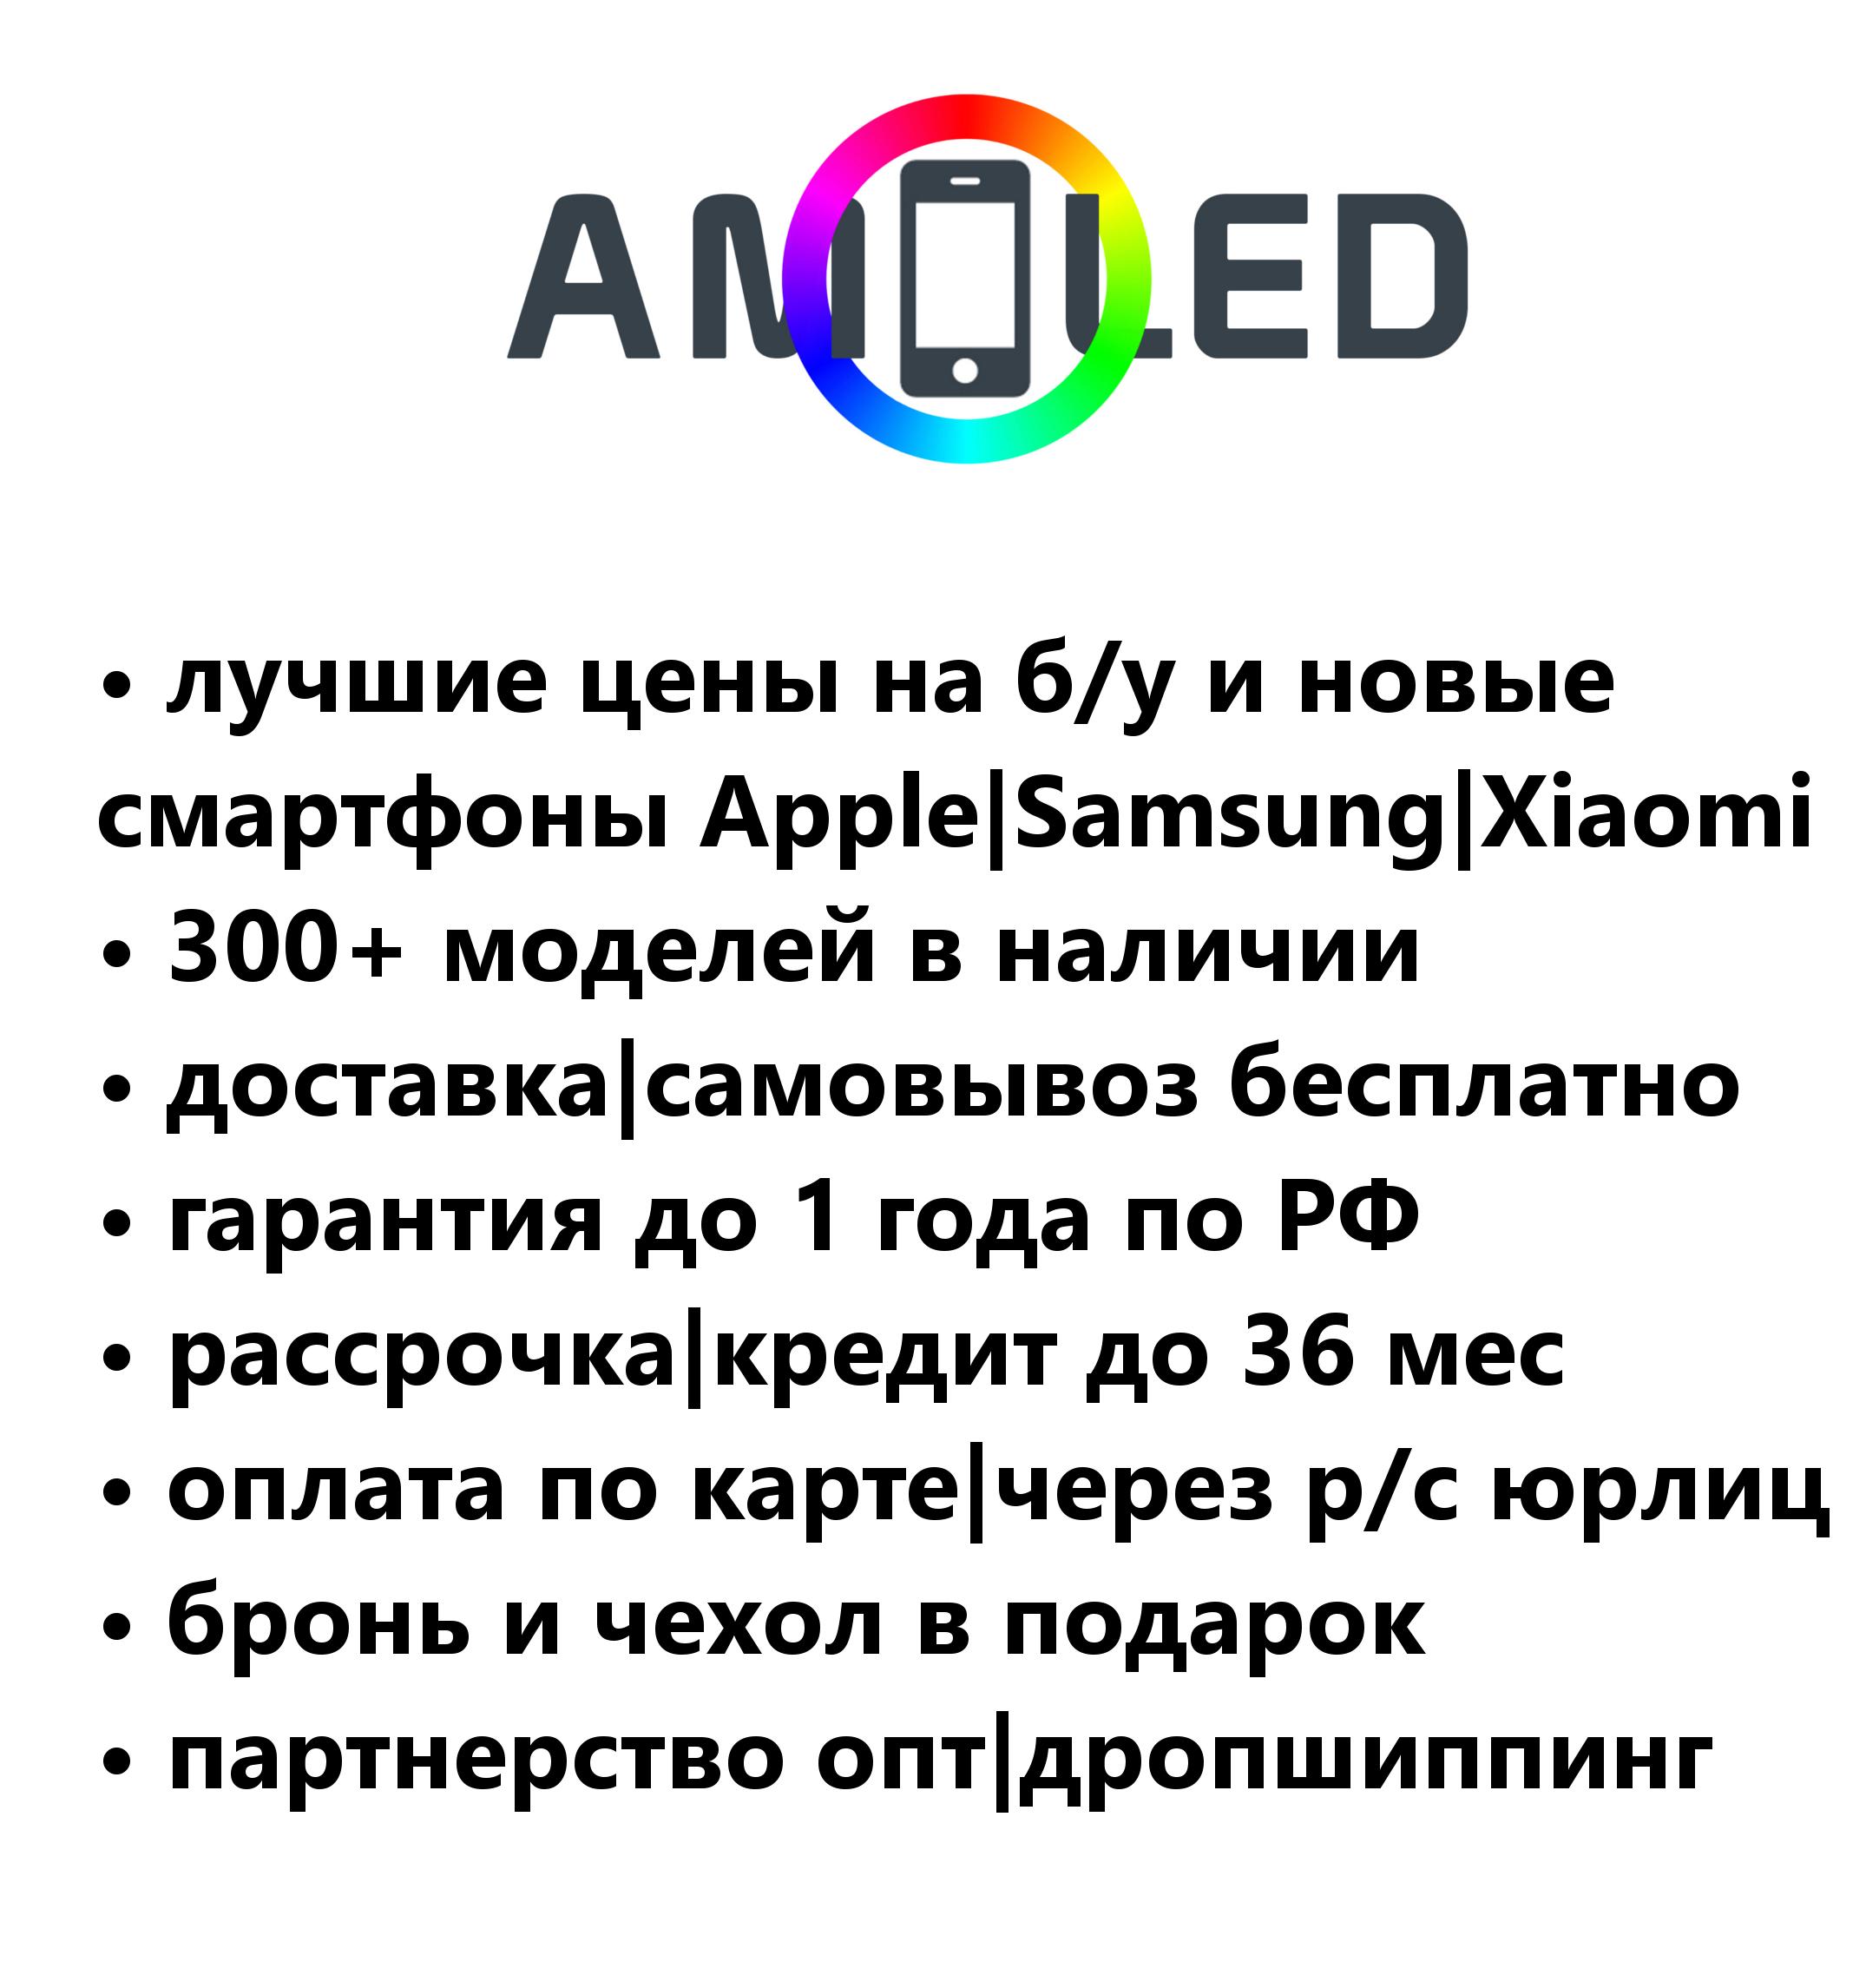 AMOLED
• лучшие цены на б/у и новые
смартфоны Apple|Samsung|Xiaomi
• 300+ моделей в наличии
• доставка|самовывоз бесплатно
• гарантия до 1 года по РФ
• рассрочка|кредит до 36 мес
• оплата по карте|через р/с юрлиц
• бронь и чехол в подарок
• партнерство опт|дропшиппинг